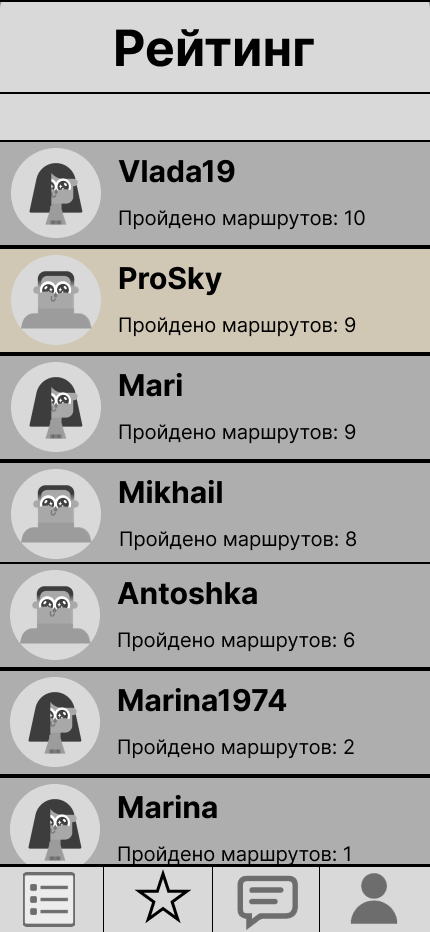 Рейтинг
Vlada19
Пройдено маршрутов: 10
ProSky
Пройдено маршрутов: 9
Mari
Пройдено маршрутов: 9
Mikhail
Пройдено маршрутов: 8
Antoshka
Пройдено маршрутов: 6
Marina1974
Пройдено маршрутов: 2
Marina
Пройдено маршрутов: 1